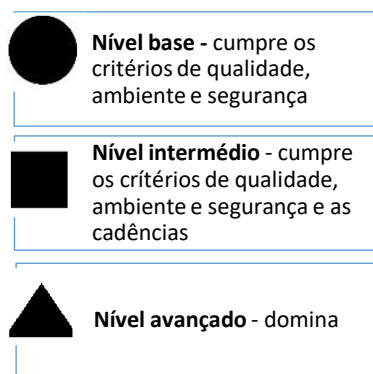 Nível base - cumpre os
critérios de qualidade,
ambiente e segurança
Nível intermédio - cumpre
os crítérios de qualidade,
ambiente e segurança e as
cadências
Nível avançado - domina